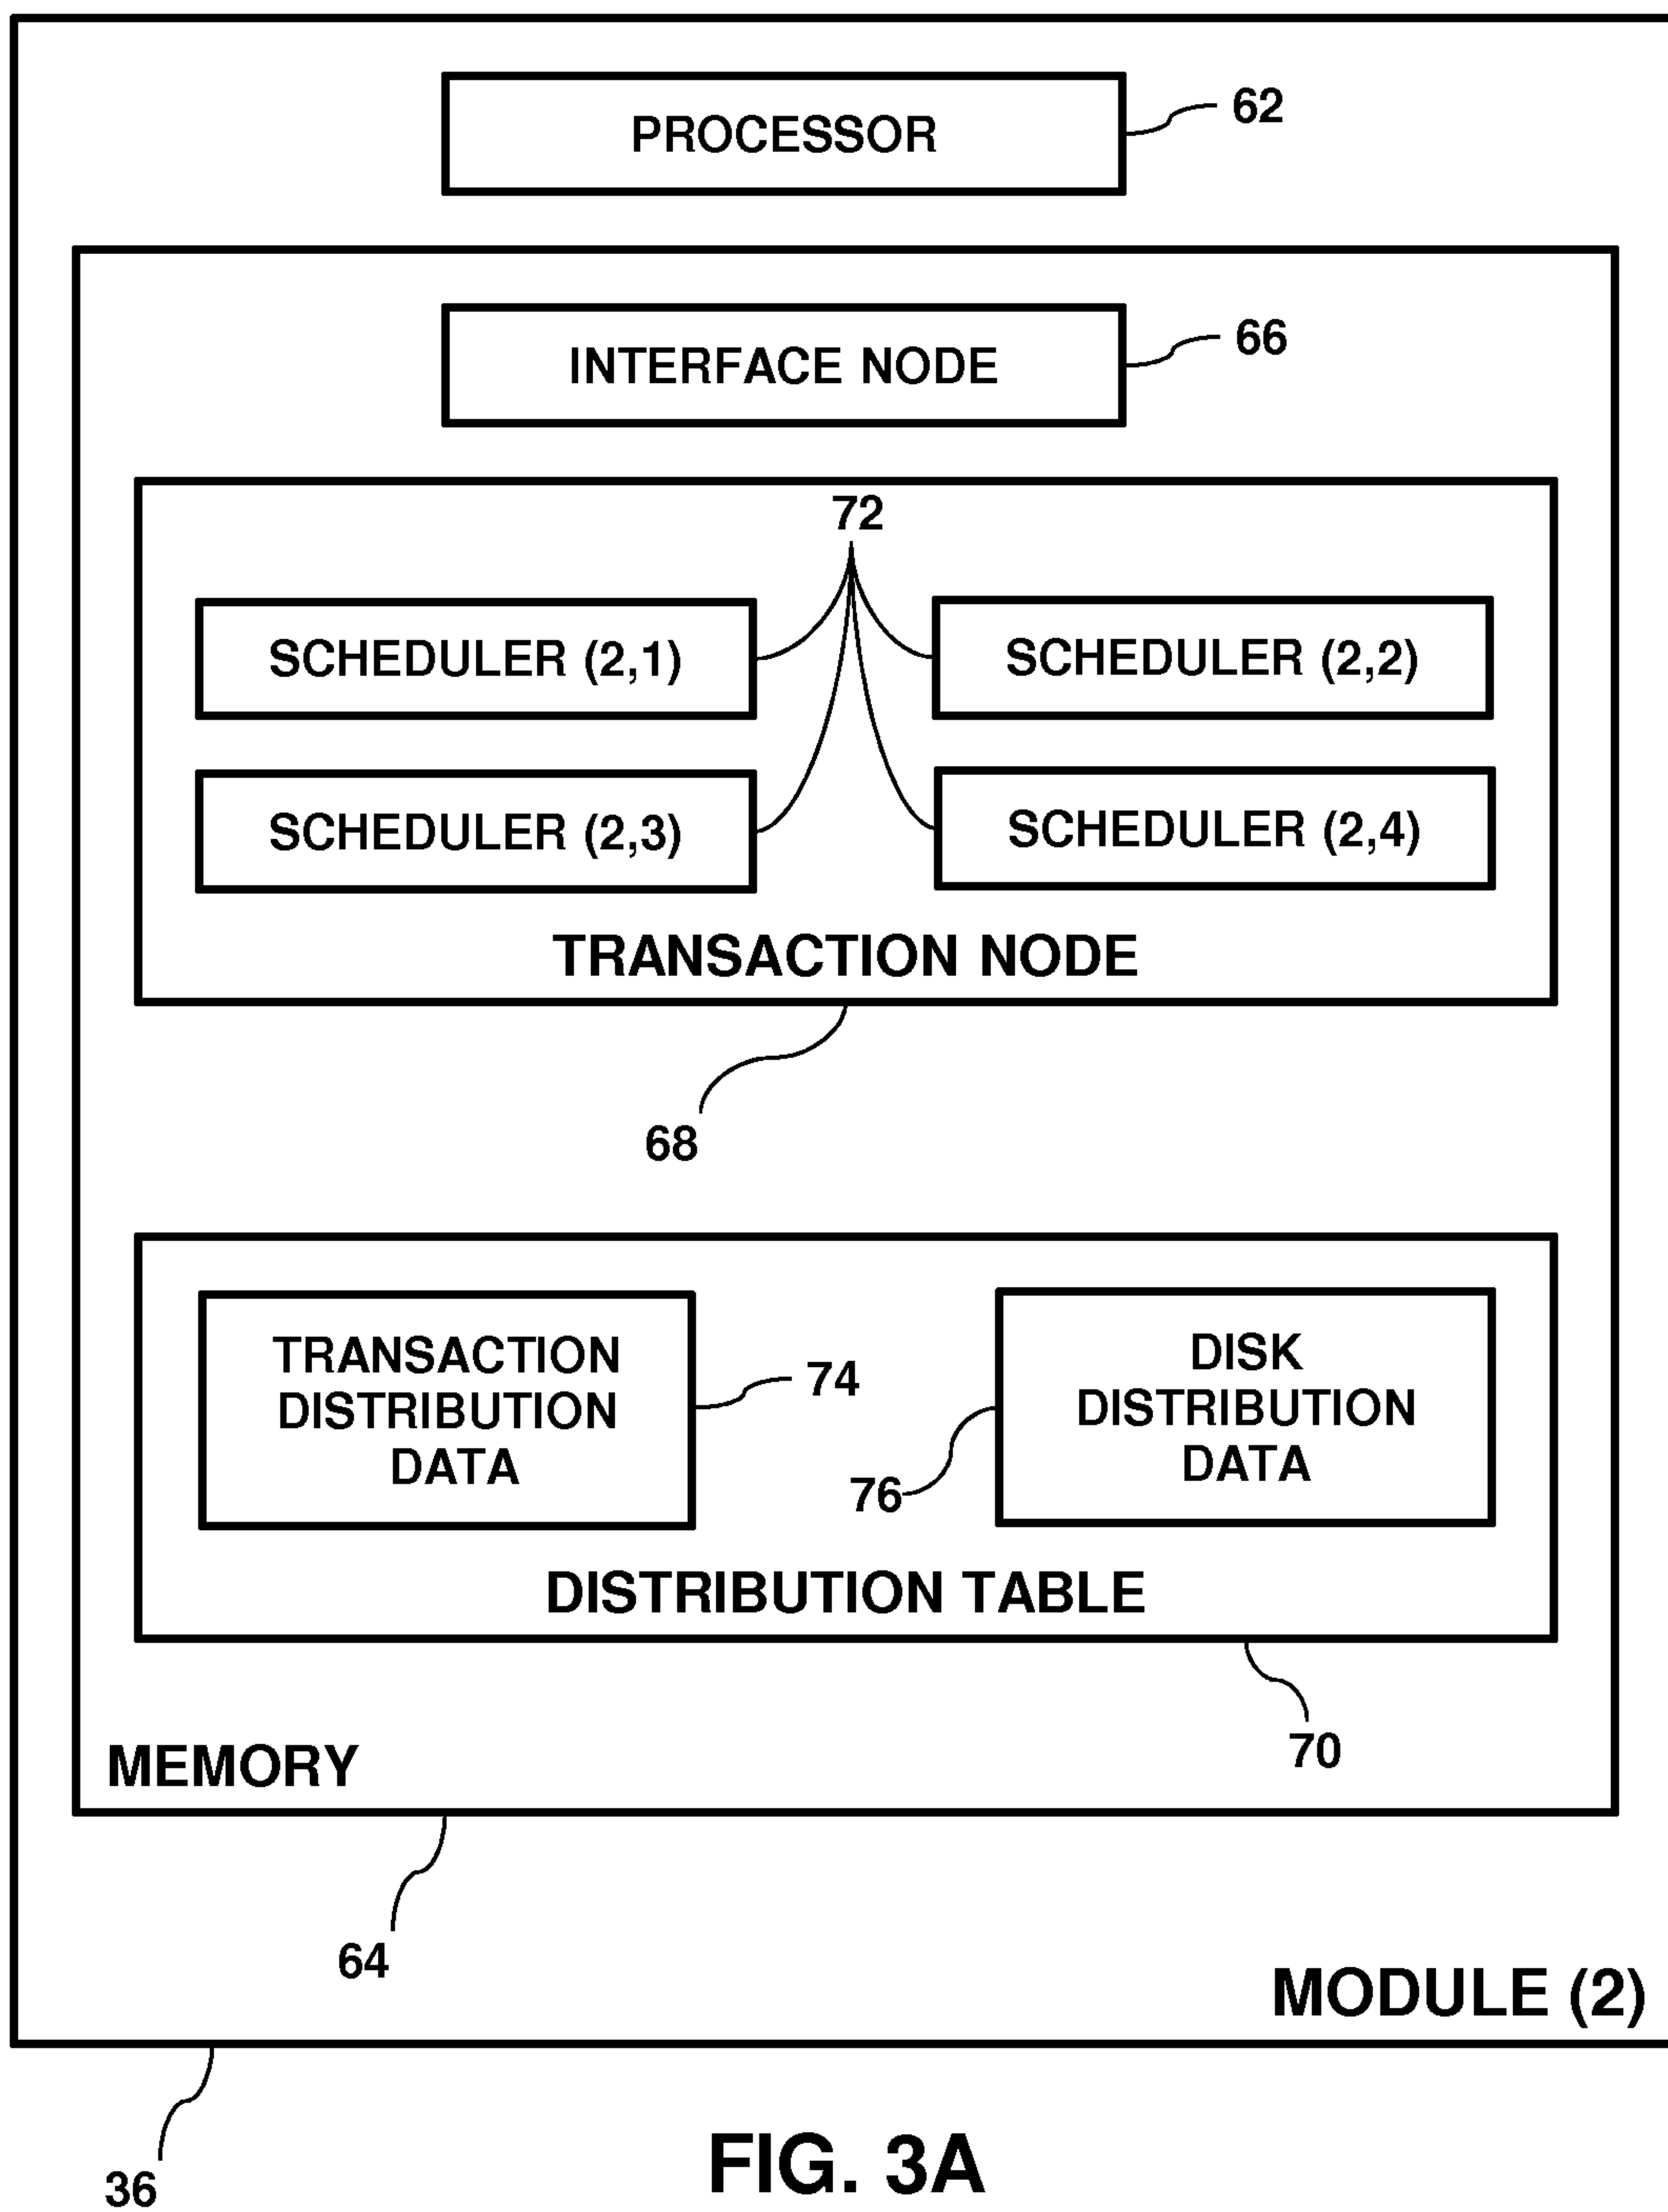 PROCESSOR
62
INTERFACE NODE
66
72
SCHEDULER (2,1)
SCHEDULER (2,2)
SCHEDULER (2,3)
SCHEDULER (2,4)
TRANSACTION NODE
68
TRANSACTION
DISTRIBUTION
DATA
74
DISK
DISTRIBUTION
DATA
76
DISTRIBUTION TABLE
70
MEMORY
64
MODULE (2)
36
FIG. 3A